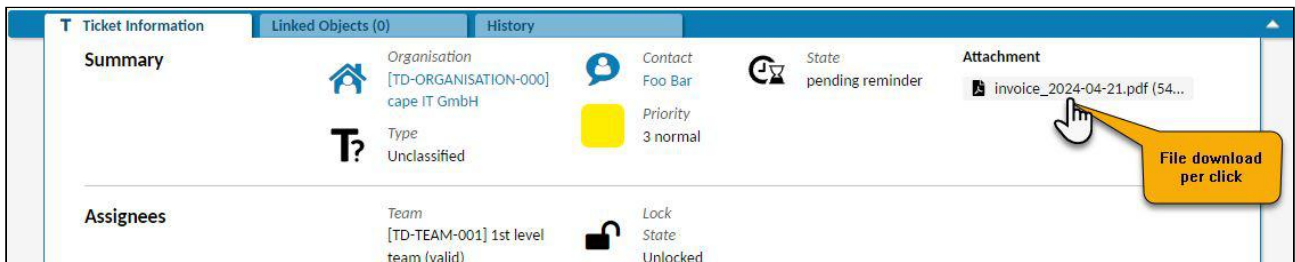 T Ticket Information
Linked Objects (0)
History
Summary
Organisation
[TD-ORGANISATION-000]
cape IT GmbH
Type
T?
Unclassified
Contact
Foo Bar
Priority
3 normal
State
pending reminder
Attachment
invoice_2024-04-21.pdf (54...
File download
per click
Assignees
Team
[TD-TEAM-001] 1st level
team (valid)
Lock
State
Unlocked